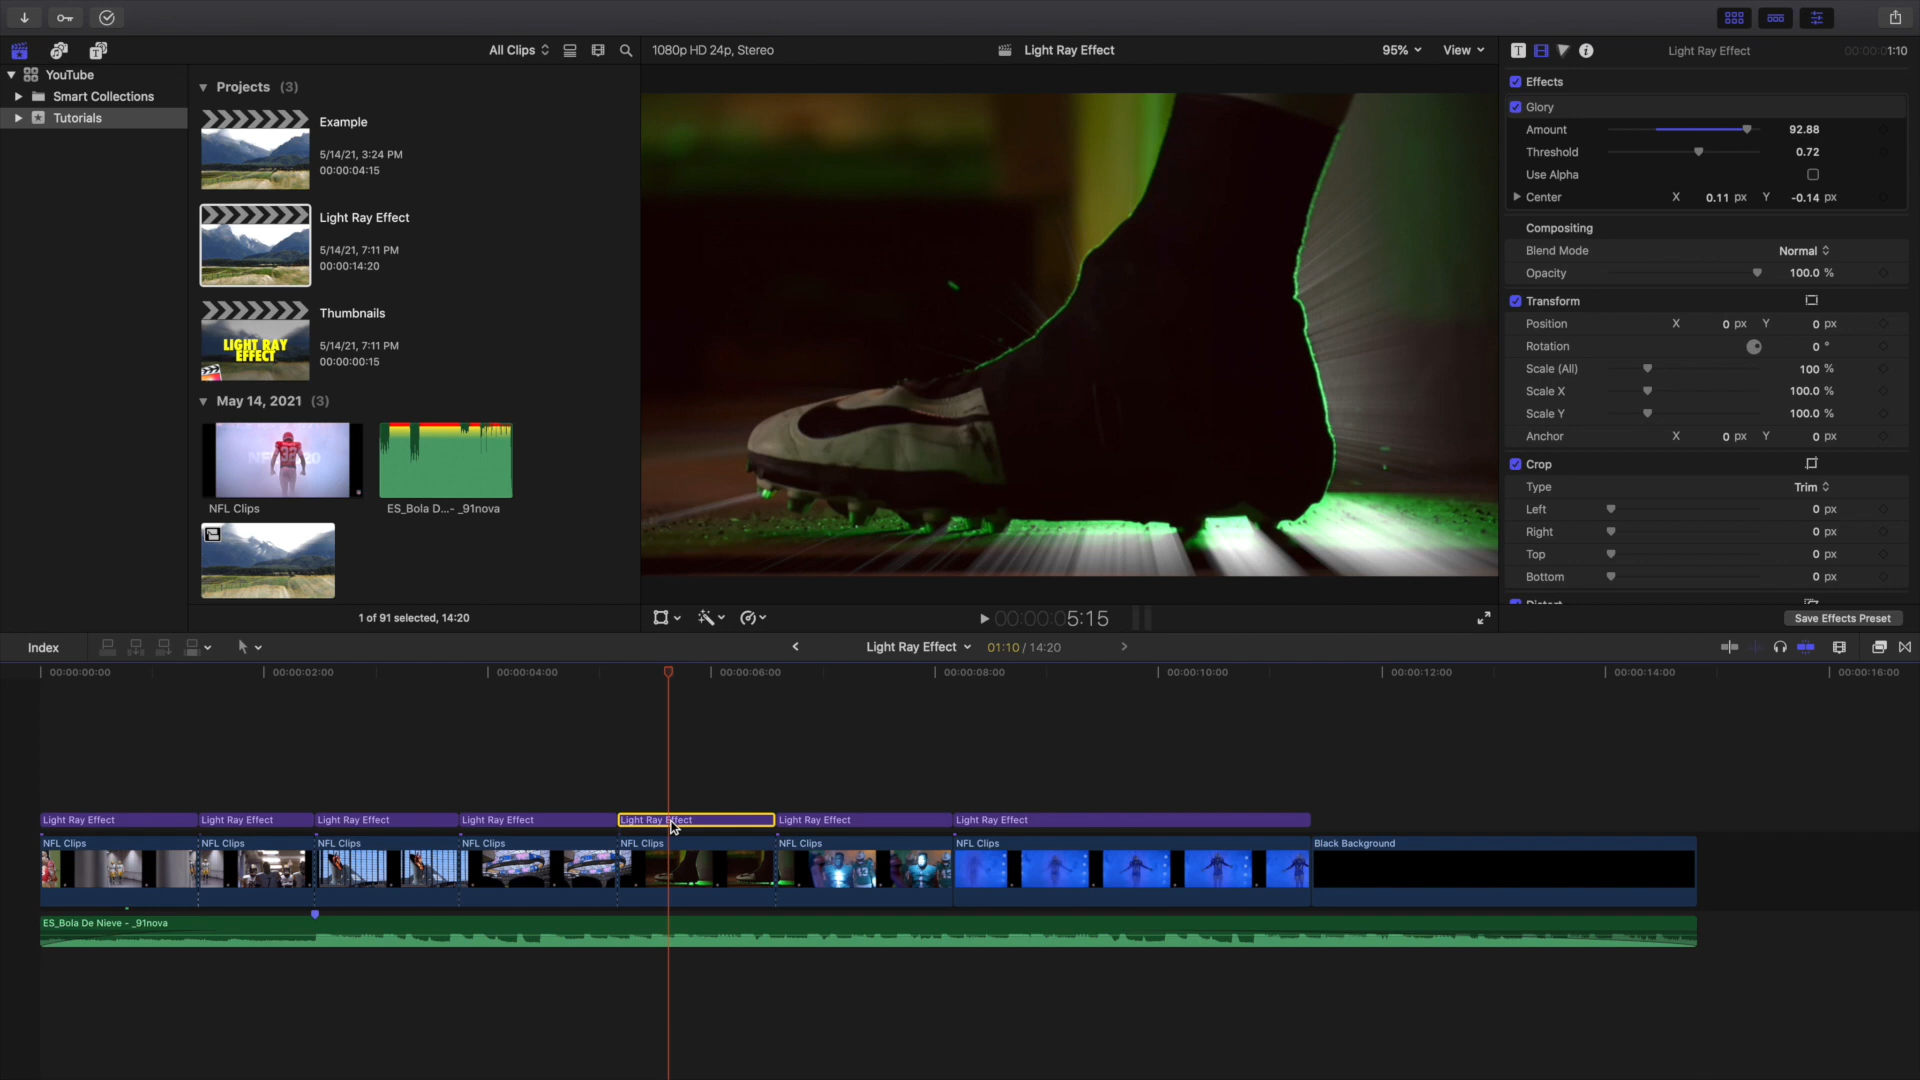 All Clips
1080p HD 24p, Stereo
Light Ray Effect
95%
View
Light Ray Effect
00:00:01:10
YouTube
Smart Collections
Tutorials
Projects (3)
Example
5/14/21, 3:24 PM
00:00:04:15
Light Ray Effect
5/14/21, 7:11 PM
00:00:14:20
Thumbnails
5/14/21, 7:11 PM
00:00:00:15
LIGHT RAY
EFFECT
May 14, 2021 (3)
NFL Clips
ES_Bola D...- _91nova
1 of 91 selected, 14:20
Effects
Glory
Amount 92.88
Threshold 0.72
Use Alpha
Center X 0.11 px Y -0.14 px
Compositing
Blend Mode Normal
Opacity 100.0 %
Transform
Position X 0 px Y 0 px
Rotation 0 °
Scale (All) 100 %
Scale X 100.0 %
Scale Y 100.0 %
Anchor X 0 px Y 0 px
Crop
Type Trim
Left 0 px
Right 0 px
Top 0 px
Bottom 0 px
Distort
Save Effects Preset
00:00:05:15
Index
Light Ray Effect
01:10 / 14:20
00:00:00:00
00:00:02:00
00:00:04:00
00:00:06:00
00:00:08:00
00:00:10:00
00:00:12:00
00:00:14:00
00:00:16:00
Light Ray Effect
Light Ray Effect
Light Ray Effect
Light Ray Effect
Light Ray Effect
Light Ray Effect
Light Ray Effect
NFL Clips
NFL Clips
NFL Clips
NFL Clips
NFL Clips
NFL Clips
NFL Clips
Black Background
ES_Bola De Nieve - _91nova